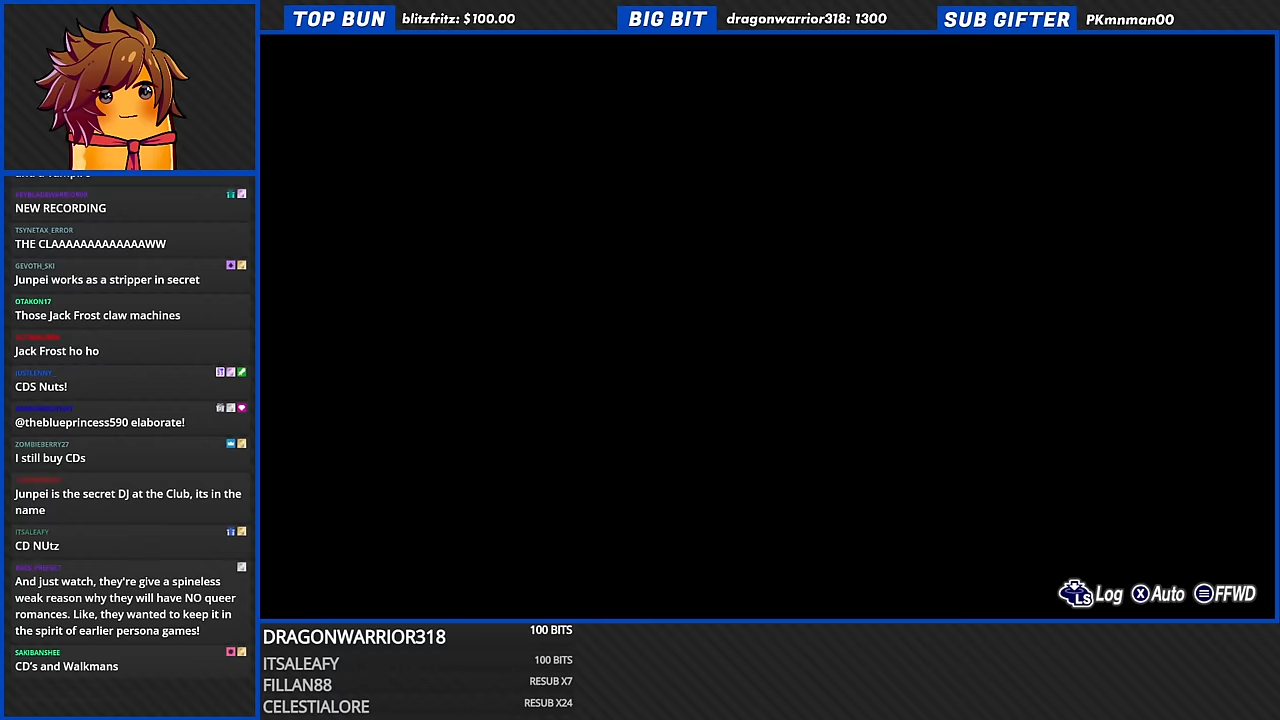 TOP BUN blitzfritz: $100.00 BIG BIT dragonwarrior318: 1300 SUB GIFTER PKmnman00
NEW RECORDING
TSYNETAX_ERROR
THE CLAAAAAAAAAAAAAWW
GEVOTH_SKI
Junpei works as a stripper in secret
OTAKON17
Those Jack Frost claw machines
Jack Frost ho ho
JUSTLENNY_
CDS Nuts!
@theblueprincess590 elaborate!
ZOMBIEBERRY27
I still buy CDs
Junpei is the secret DJ at the Club, its in the
name
ITSALEAFY
CD NUtz
And just watch, they're give a spineless
weak reason why they will have NO queer
romances. Like, they wanted to keep it in
the spirit of earlier persona games!
SAKIBANSHEE
CD's and Walkmans
LS Log X Auto FFWD
DRAGONWARRIOR318 100 BITS
ITSALEAFY 100 BITS
FILLAN88 RESUB X7
CELESTIALORE RESUB X24